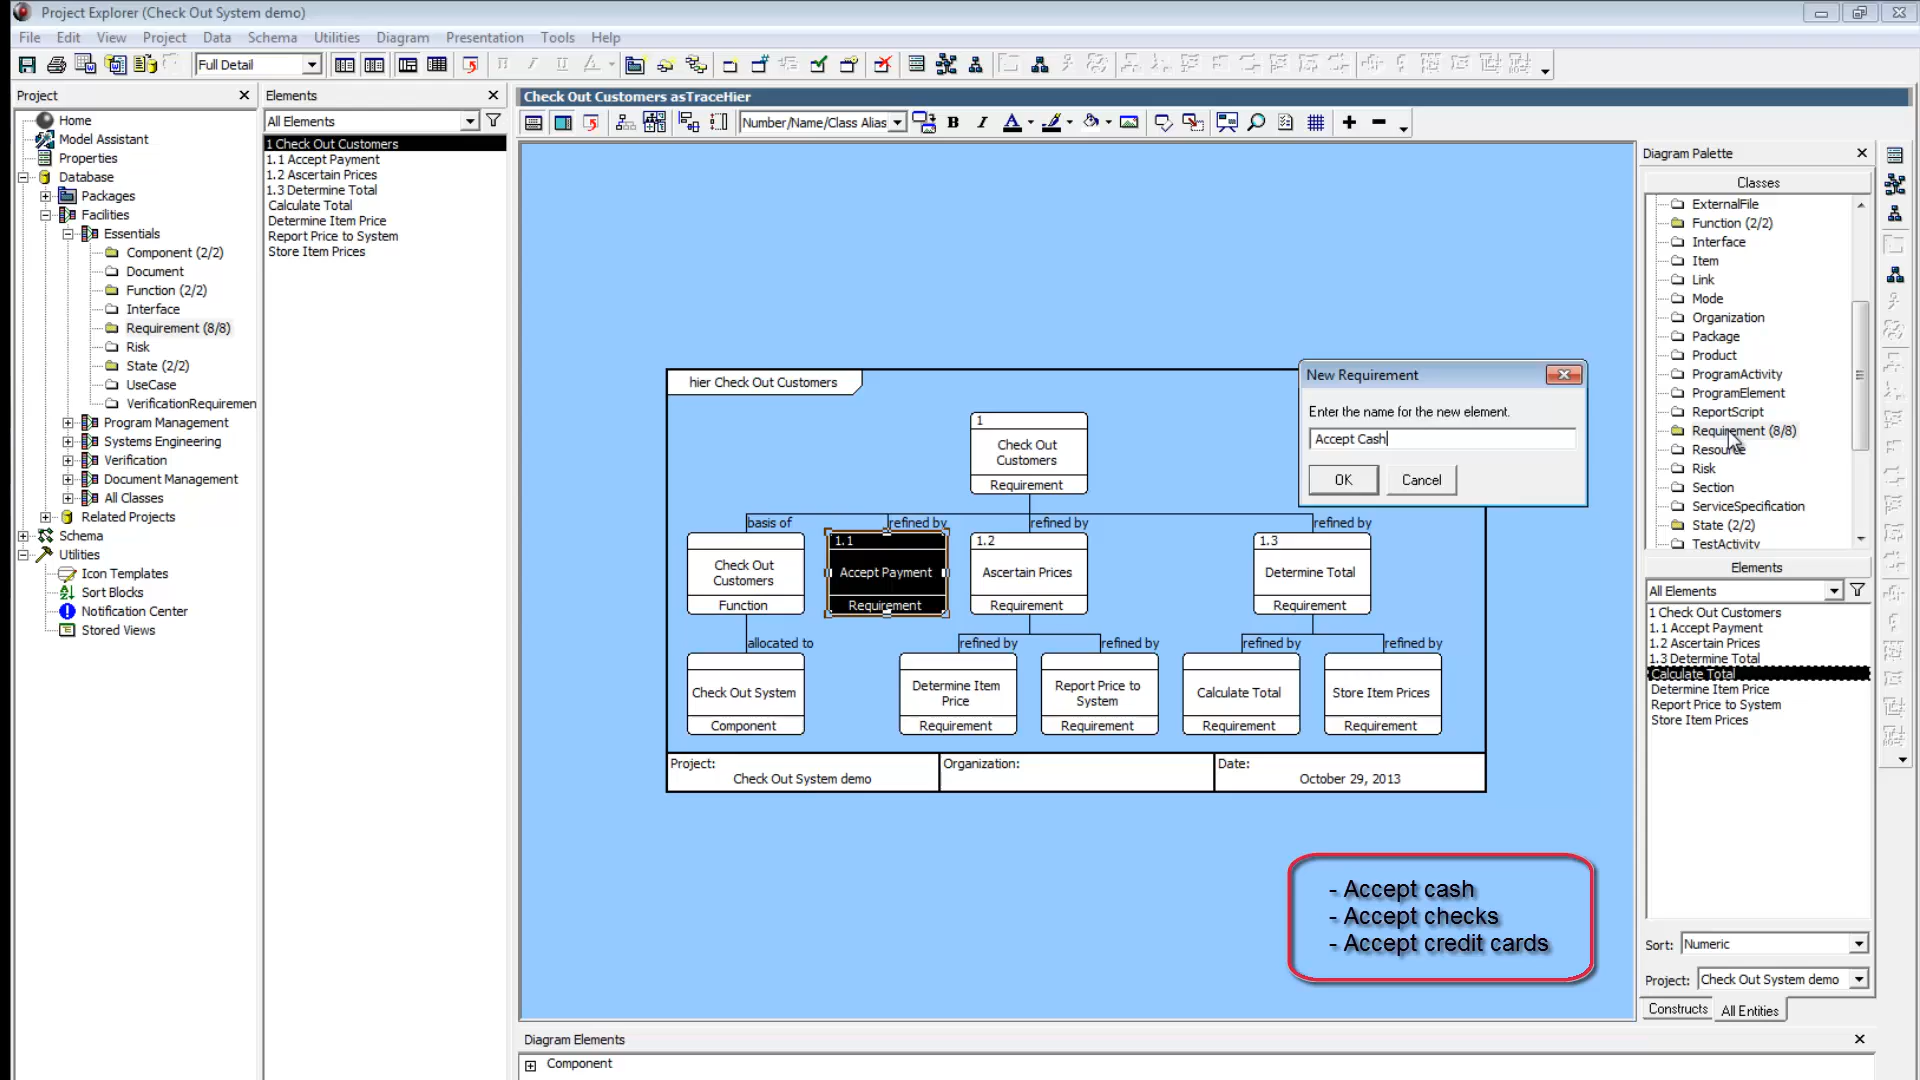 Project Explorer (Check Out System demo)
File Edit View Project Data Schema Utilities Diagram Presentation Tools Help
Full Detail
Project
Home
Model Assistant
Properties
Database
Packages
Facilities
Essentials
Component (2/2)
Document
Function (2/2)
Interface
Requirement (8/8)
Risk
State (2/2)
UseCase
VerificationRequiremen
Program Management
Systems Engineering
Verification
Document Management
All Classes
Related Projects
Schema
Utilities
Icon Templates
Sort Blocks
Notification Center
Stored Views
Elements
All Elements
1 Check Out Customers
1.1 Accept Payment
1.2 Ascertain Prices
1.3 Determine Total
Calculate Total
Determine Item Price
Report Price to System
Store Item Prices
Check Out Customers asTraceHier
Number/Name/Class Alias
B I A
hier Check Out Customers
1
Check Out
Customers
Requirement
basis of
refined by
refined by
refined by
Check Out
Customers
Function
1.1
Accept Payment
Requirement
1.2
Ascertain Prices
Requirement
1.3
Determine Total
Requirement
allocated to
refined by
refined by
refined by
refined by
Check Out System
Component
Determine Item
Price
Requirement
Report Price to
System
Requirement
Calculate Total
Requirement
Store Item Prices
Requirement
Project:
Check Out System demo
Organization:
Date:
October 29, 2013
New Requirement
Enter the name for the new element.
Accept Cash
OK
Cancel
- Accept cash
- Accept checks
- Accept credit cards
Diagram Elements
Component
Diagram Palette
Classes
ExternalFile
Function (2/2)
Interface
Item
Link
Mode
Organization
Package
Product
ProgramActivity
ProgramElement
ReportScript
Requirement (8/8)
Resource
Risk
Section
ServiceSpecification
State (2/2)
TestActivity
Elements
All Elements
1 Check Out Customers
1.1 Accept Payment
1.2 Ascertain Prices
1.3 Determine Total
Calculate Total
Determine Item Price
Report Price to System
Store Item Prices
Sort: Numeric
Project: Check Out System demo
Constructs
All Entities